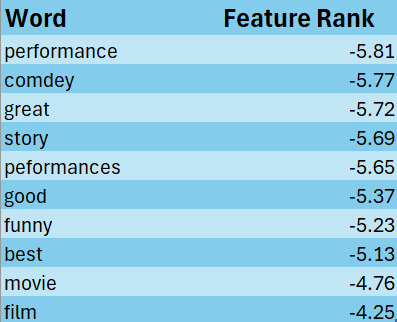 Word Feature Rank
performance -5.81
comdey -5.77
great -5.72
story -5.69
peformances -5.65
good -5.37
funny -5.23
best -5.13
movie -4.76
film -4.25